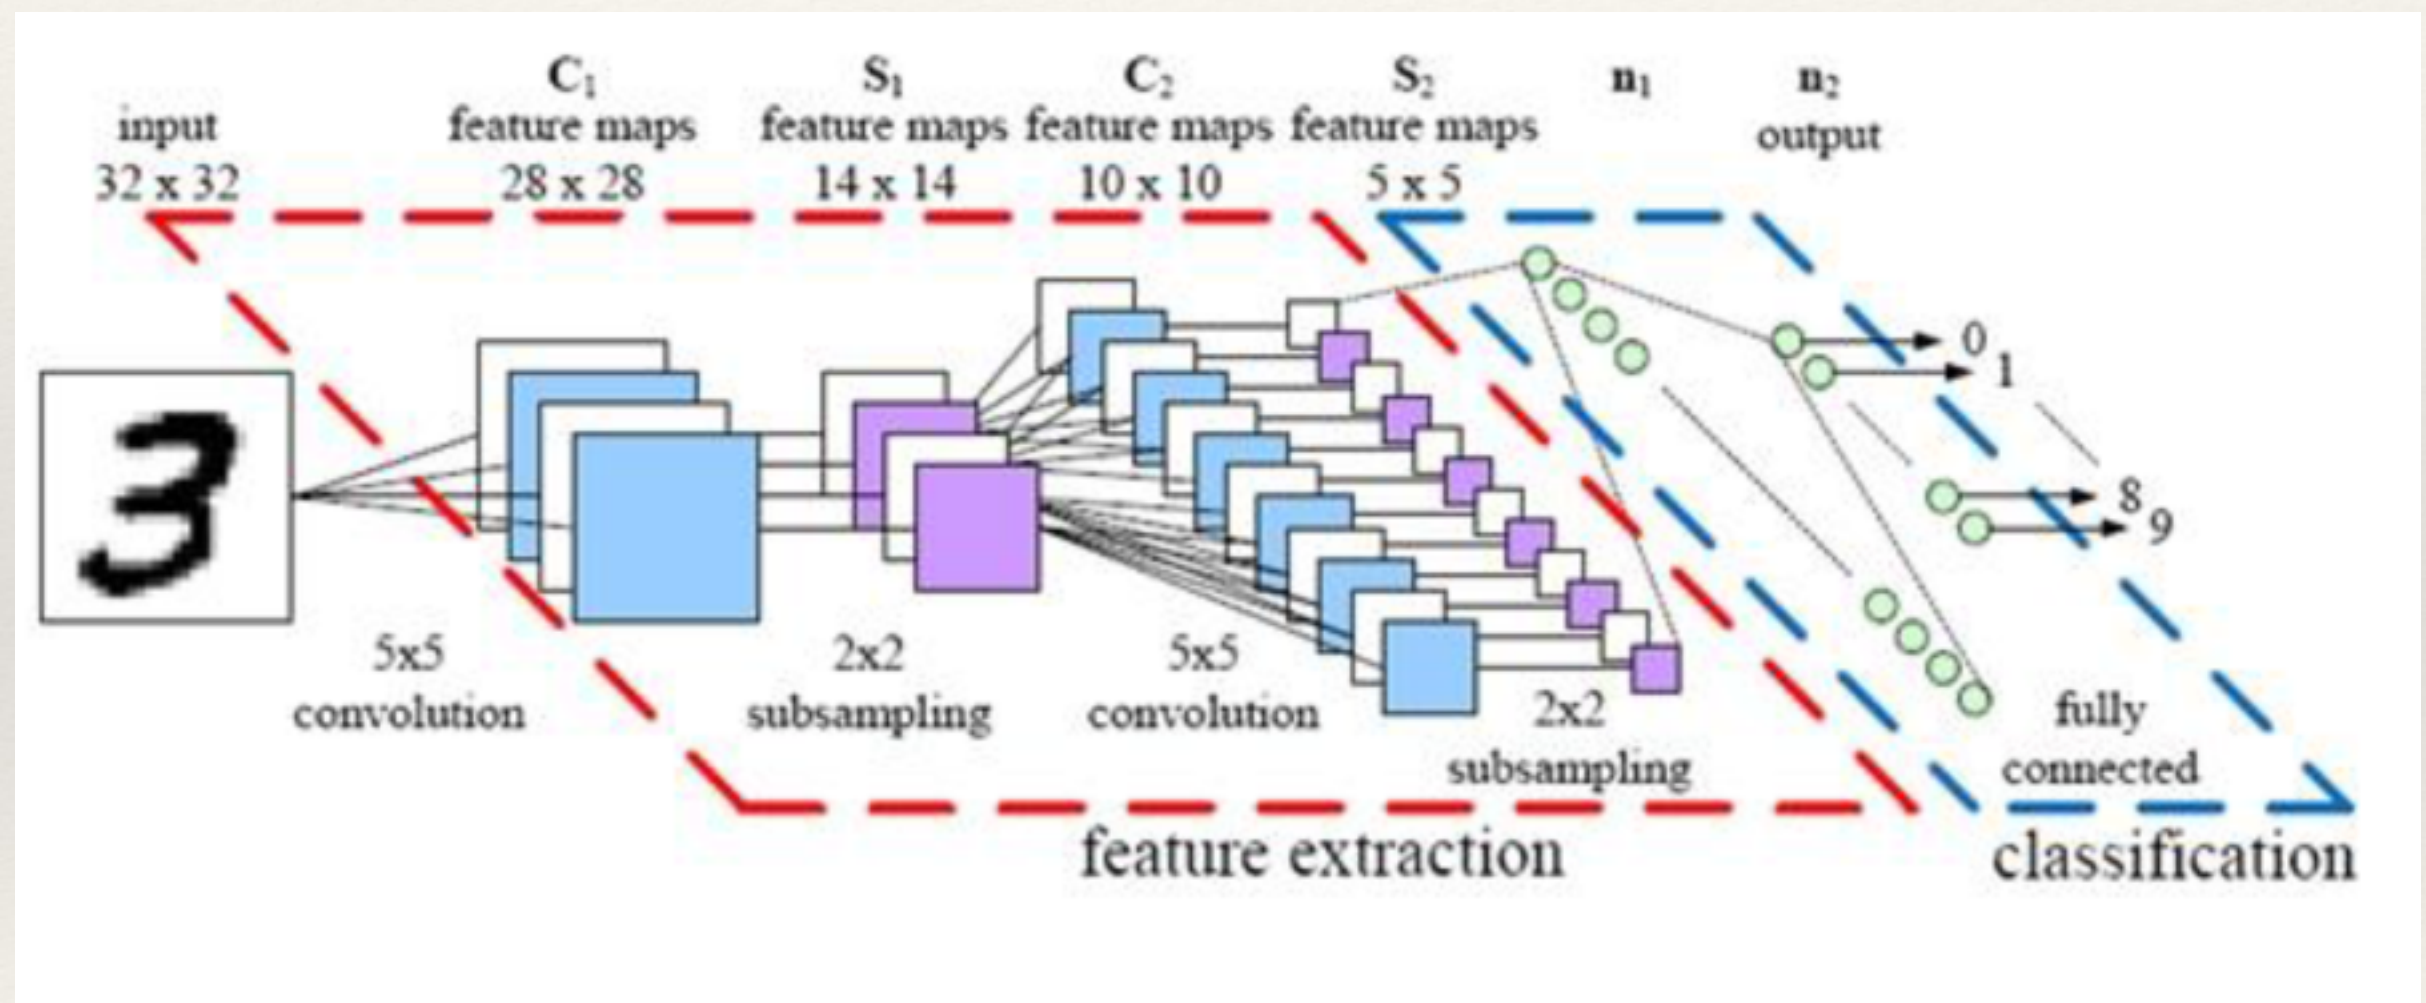 input
32 x 32
C₁
feature maps
28 x 28
S₁
feature maps
14 x 14
C₂
feature maps
10 x 10
S₂
feature maps
5 x 5
n₁
n₂
output
3
0
1
8
9
5x5
convolution
2x2
subsampling
5x5
convolution
2x2
subsampling
fully
connected
feature extraction
classification